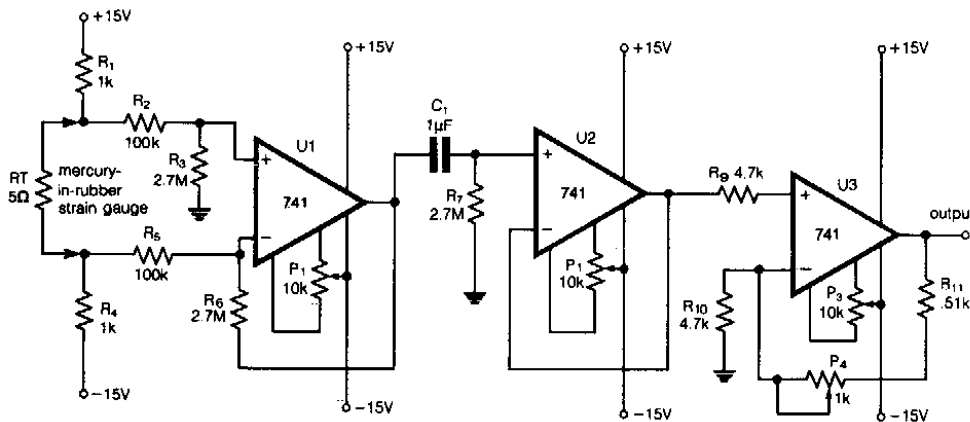 +15V
R1
1k
R2
100k
RT
5Ω
mercury-
in-rubber
strain gauge
R3
2.7M
R5
100k
R4
1k
R6
2.7M
-15V
+15V
U1
+
741
-
P1
10k
-15V
C1
1µF
R7
2.7M
+15V
U2
+
741
-
P1
10k
-15V
R9 4.7k
+15V
U3
+
741
-
outpu
R10
4.7k
P3
10k
R11
.51k
P4
1k
-15V